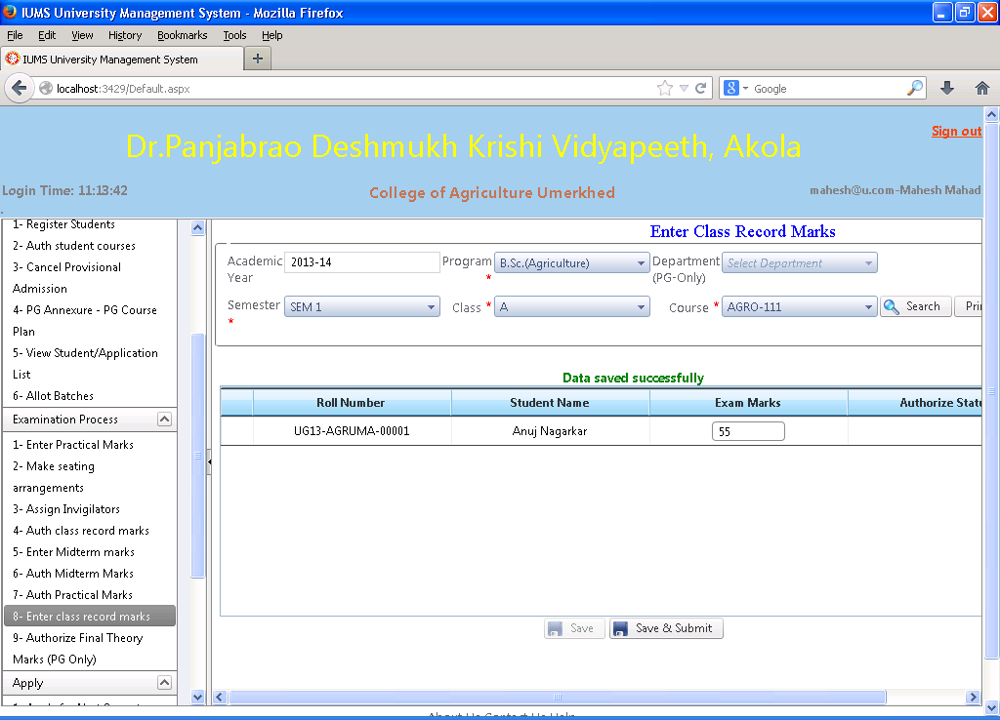 IUMS University Management System - Mozilla Firefox
File Edit View History Bookmarks Tools Help
IUMS University Management System
localhost:3429/Default.aspx
Google
Sign out
Dr.Panjabrao Deshmukh Krishi Vidyapeeth, Akola
Login Time: 11:13:42
College of Agriculture Umerkhed
mahesh@u.com-Mahesh Mahad
1- Register Students
2- Auth student courses
3- Cancel Provisional
Admission
4- PG Annexure - PG Course
Plan
5- View Student/Application
List
6- Allot Batches
Examination Process
1- Enter Practical Marks
2- Make seating
arrangements
3- Assign Invigilators
4- Auth class record marks
5- Enter Midterm marks
6- Auth Midterm Marks
7- Auth Practical Marks
8- Enter class record marks
9- Authorize Final Theory
Marks (PG Only)
Apply
Enter Class Record Marks
Academic Year 2013-14 Program * B.Sc.(Agriculture) Department (PG-Only) Select Department
Semester * SEM 1 Class * A Course * AGRO-111 Search Prin
Data saved successfully
Roll Number Student Name Exam Marks Authorize Statu
UG13-AGRUMA-00001 Anuj Nagarkar 55
Save Save & Submit
About Us Contact Us Help